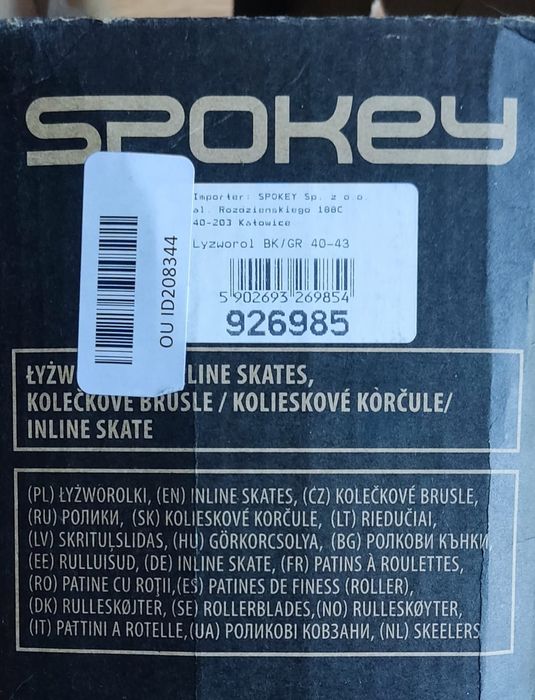 SPOKEY
Importer: SPOKEY Sp. z o.o.
al. Rozdzienskiego 188C
40-203 Katowice
Lyzworol BK/GR 40-43
5 902693 269854
926985
OU ID208344
ŁYŻW LINE SKATES,
KOLEČKOVÉ BRUSLE / KOLIESKOVÉ KÒRČULE/
INLINE SKATE
(PL) ŁYŻWOROLKI, (EN) INLINE SKATES, (CZ) KOLEČKOVÉ BRUSLE,
(RU) РОЛИКИ, (SK) KOLIESKOVÉ KORČULE, (LT) RIEDUČIAI,
(LV) SKRITUĻSLIDAS, (HU) GÖRKORCSOLYA, (BG) РОЛКОВИ КЪНКИ,
(EE) RULLUISUD, (DE) INLINE SKATE, (FR) PATINS À ROULETTES,
(RO) PATINE CU ROŢII,(ES) PATINES DE FINESS (ROLLER),
(DK) RULLESKØJTER, (SE) ROLLERBLADES,(NO) RULLESKØYTER,
(IT) PATTINI A ROTELLE,(UA) РОЛИКОВІ КОВЗАНИ, (NL) SKEELERS